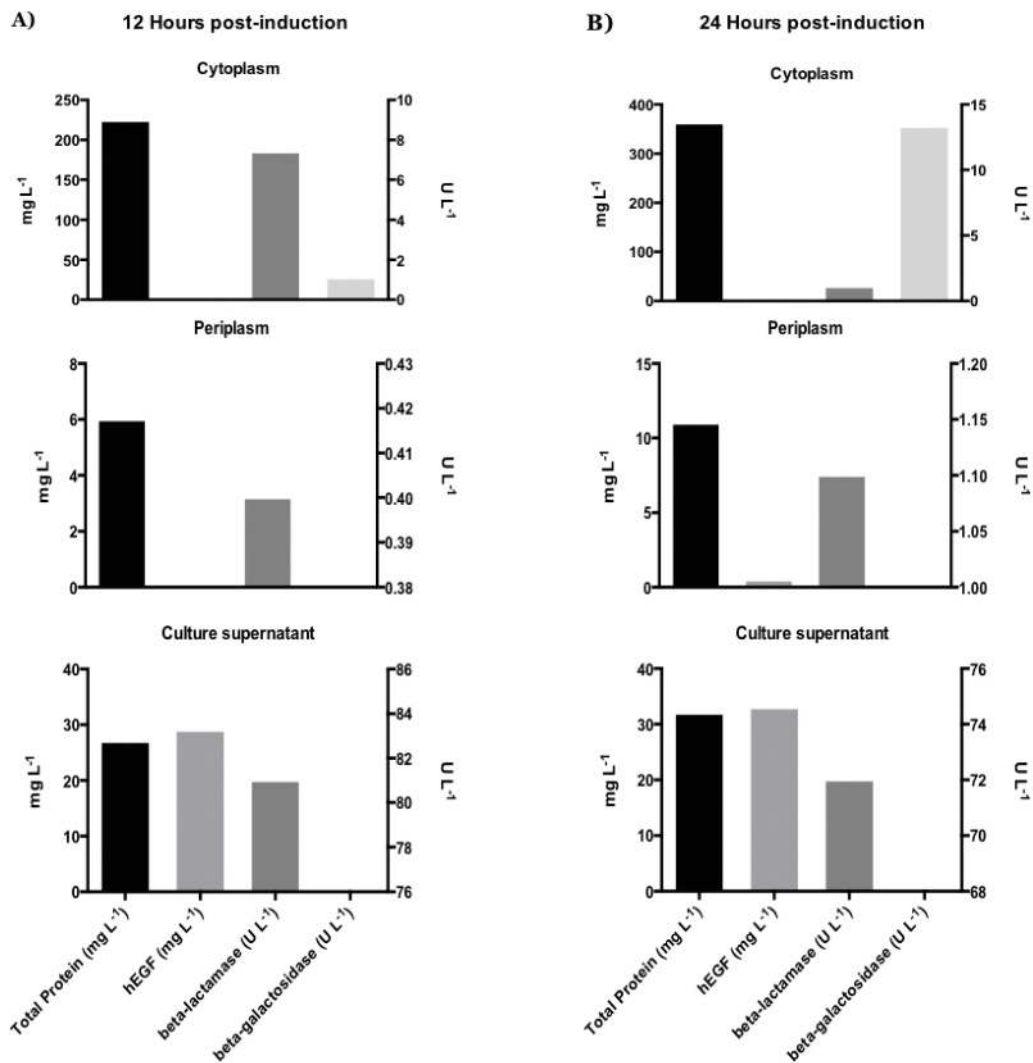 A) 12 Hours post-induction
B) 24 Hours post-induction
Cytoplasm
250
200
150
100
50
0
mg L-1
10
8
6
4
2
0
U L-1
Periplasm
8
6
4
2
0
mg L-1
0.43
0.42
0.41
0.40
0.39
0.38
U L-1
Culture supernatant
40
30
20
10
0
mg L-1
86
84
82
80
78
76
U L-1
Total Protein (mg L-1)
hEGF (mg L-1)
beta-lactamase (U L-1)
beta-galactosidase (U L-1)
Cytoplasm
400
300
200
100
0
mg L-1
15
10
5
0
U L-1
Periplasm
15
10
5
0
mg L-1
1.20
1.15
1.10
1.05
1.00
U L-1
Culture supernatant
40
30
20
10
0
mg L-1
76
74
72
70
68
U L-1
Total Protein (mg L-1)
hEGF (mg L-1)
beta-lactamase (U L-1)
beta-galactosidase (U L-1)